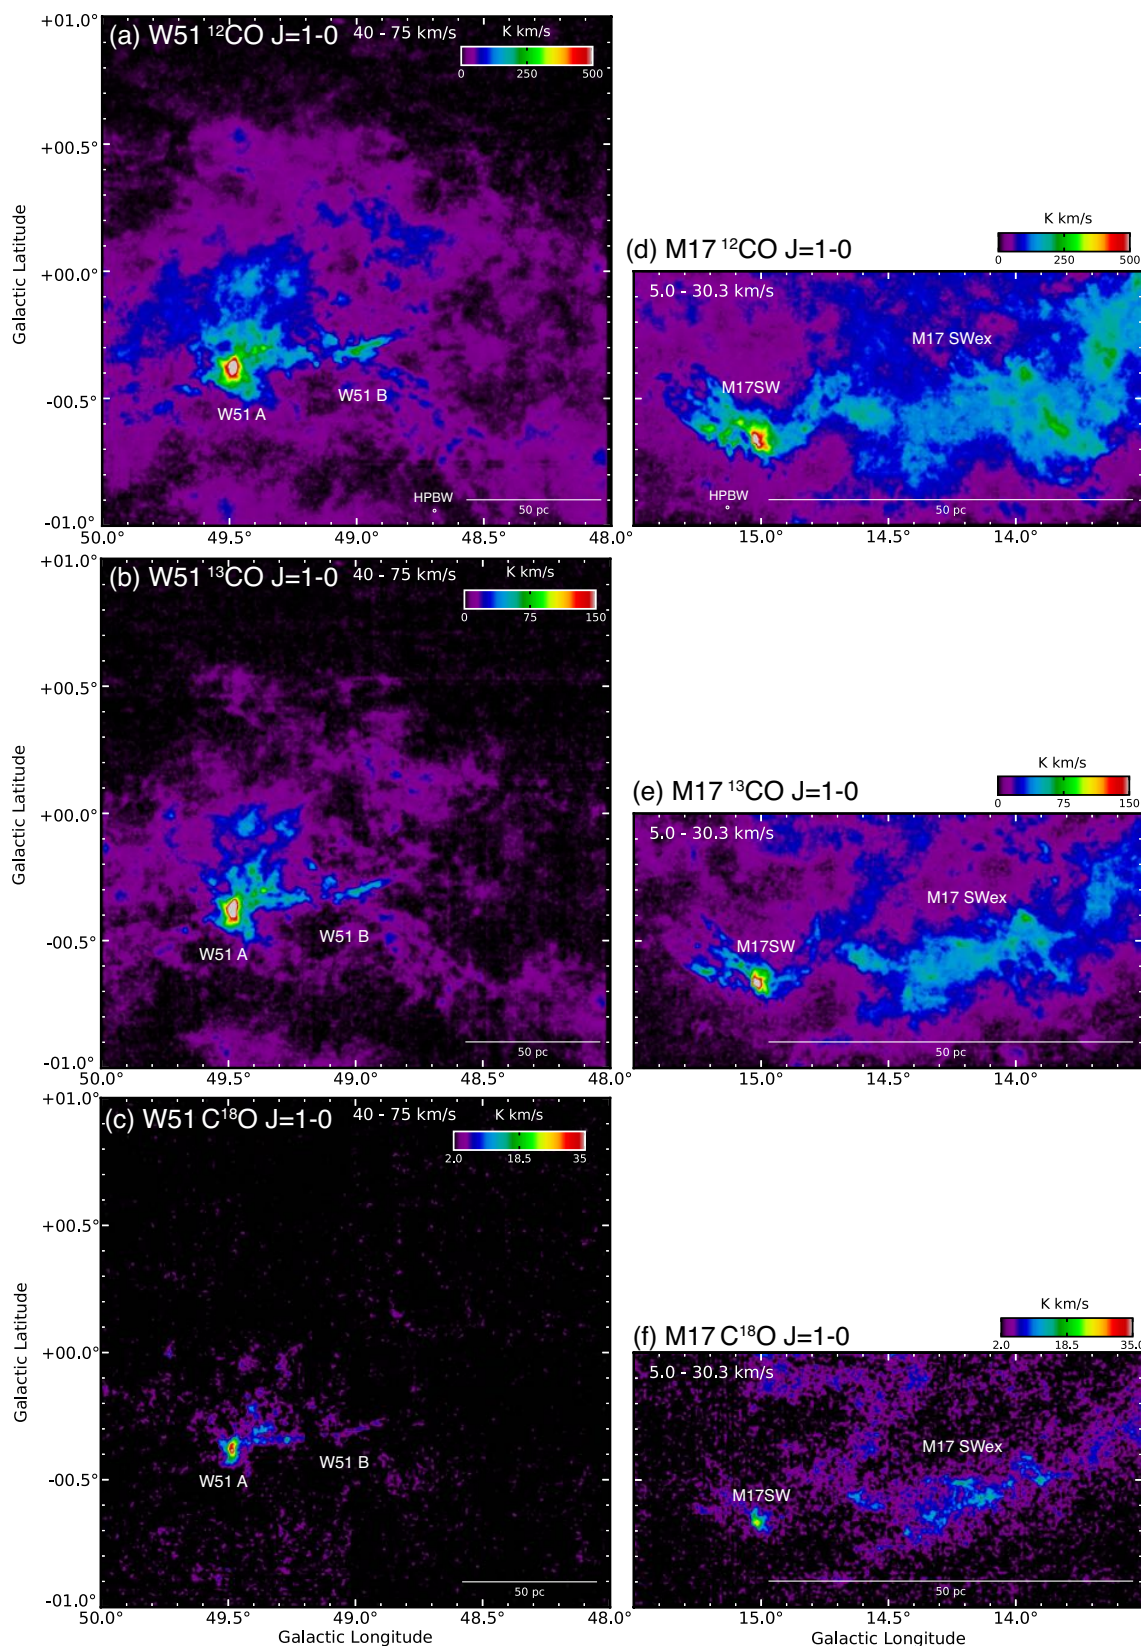 (a) W51 ¹²CO J=1-0 40 - 75 km/s K km/s
0 250 500
+01.0°
+00.5°
+00.0°
-00.5°
-01.0°
Galactic Latitude
W51 A
W51 B
HPBW
50 pc
50.0° 49.5° 49.0° 48.5° 48.0°
(d) M17 ¹²CO J=1-0 K km/s
0 250 500
5.0 - 30.3 km/s
M17 SWex
M17SW
HPBW
50 pc
15.0° 14.5° 14.0°
(b) W51 ¹³CO J=1-0 40 - 75 km/s K km/s
0 75 150
+00.5°
+00.0°
-00.5°
-01.0°
Galactic Latitude
W51 A
W51 B
50 pc
50.0° 49.5° 49.0° 48.5° 48.0°
(e) M17 ¹³CO J=1-0 K km/s
0 75 150
5.0 - 30.3 km/s
M17 SWex
M17SW
50 pc
15.0° 14.5° 14.0°
(c) W51 C¹⁸O J=1-0 40 - 75 km/s K km/s
2.0 18.5 35
+01.0°
+00.5°
+00.0°
-00.5°
-01.0°
Galactic Latitude
W51 A
W51 B
50 pc
50.0° 49.5° 49.0° 48.5° 48.0°
Galactic Longitude
(f) M17 C¹⁸O J=1-0 K km/s
2.0 18.5 35.0
5.0 - 30.3 km/s
M17 SWex
M17SW
50 pc
15.0° 14.5° 14.0°
Galactic Longitude